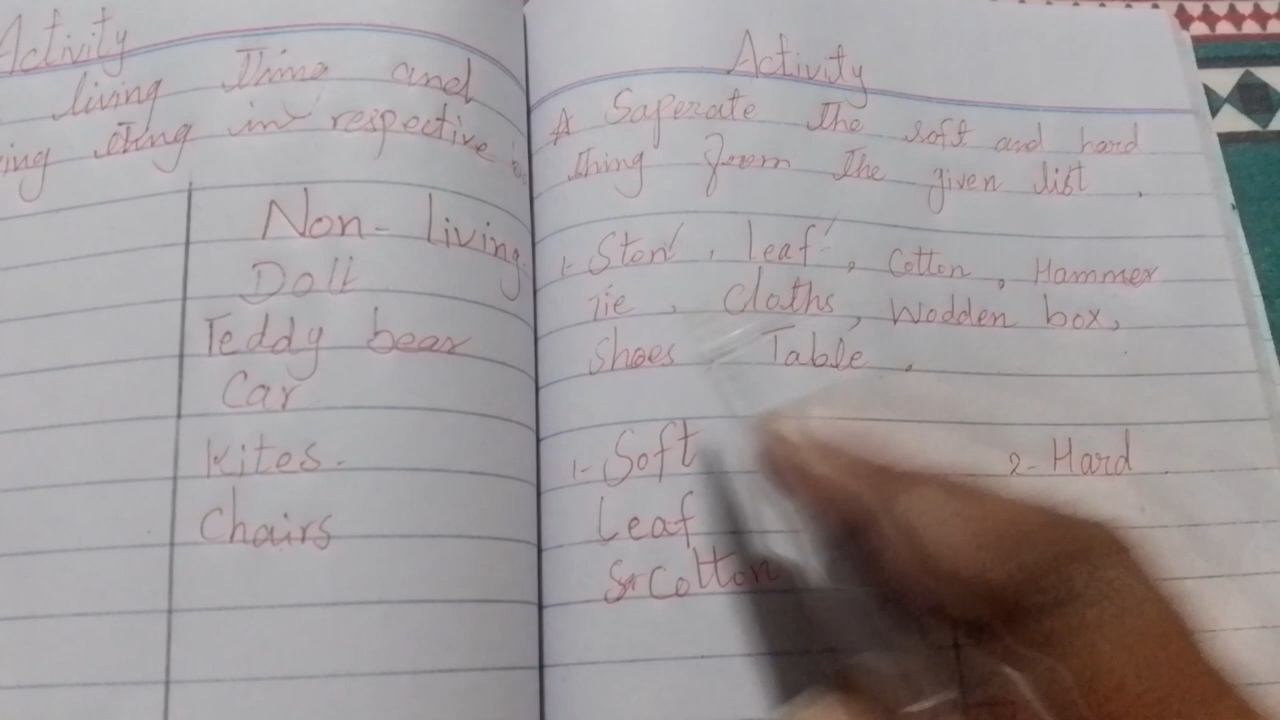 Activity
living Thing and
ing thing in respective
Non-living
Doll
Teddy bear
Car
Kites.
Chairs
Activity
Saperate the soft and hard
Thing from the given list.
1- Ston, leaf, Cotton, Hammer
Tie, Cloths, Wodden box,
Shoes Table.
1- Soft
2- Hard
Leaf
Cotton